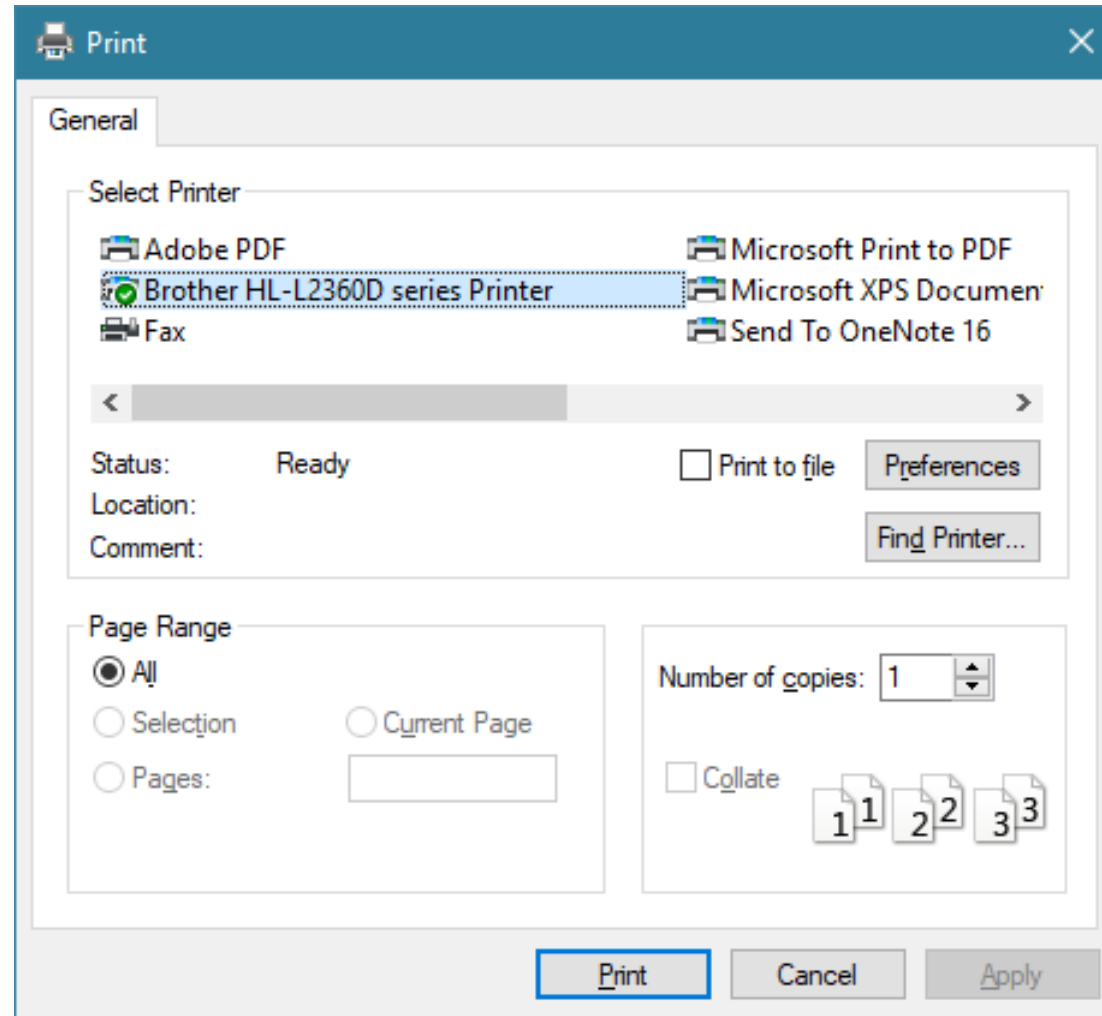 Print
General
Select Printer
Adobe PDF
Microsoft Print to PDF
Brother HL-L2360D series Printer
Microsoft XPS Documen
Fax
Send To OneNote 16
Status: Ready
Print to file
Preferences
Location:
Comment:
Find Printer...
Page Range
All
Selection
Current Page
Pages:
Number of copies: 1
Collate
1 1 2 2 3 3
Print
Cancel
Apply